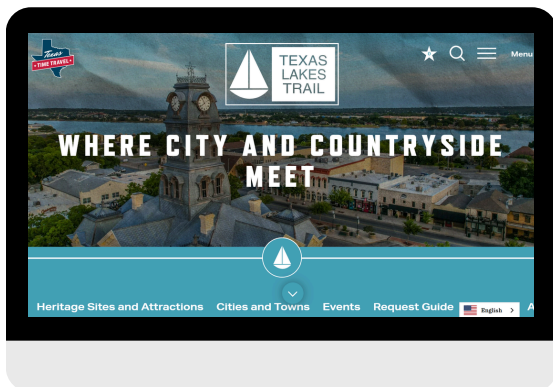 Texas
TIME TRAVEL
TEXAS
LAKES
TRAIL
Menu
WHERE CITY AND COUNTRYSIDE
MEET
Heritage Sites and Attractions Cities and Towns Events Request Guide English A